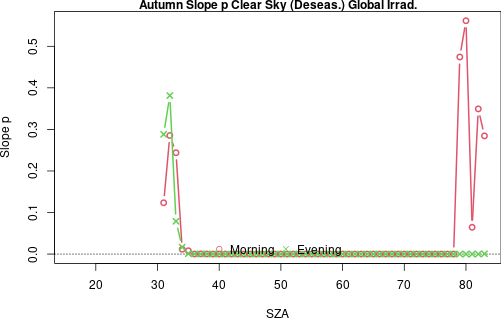 Autumn Slope p Clear Sky (Deseas.) Global Irrad.
Slope p
0.5
0.4
0.3
0.2
0.1
0.0
Morning Evening
20 30 40 50 60 70 80
SZA